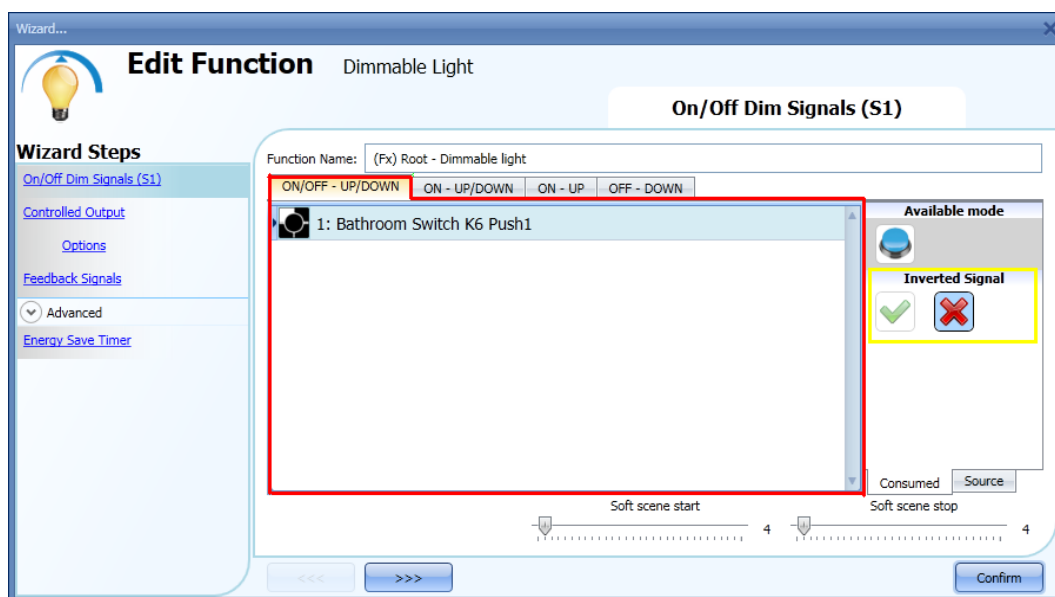 Wizard...
Edit Function Dimmable Light
On/Off Dim Signals (S1)
Wizard Steps
On/Off Dim Signals (S1)
Controlled Output
Options
Feedback Signals
Advanced
Energy Save Timer
Function Name: (Fx) Root - Dimmable light
ON/OFF - UP/DOWN ON - UP/DOWN ON - UP OFF - DOWN
1: Bathroom Switch K6 Push1
Available mode
Inverted Signal
Consumed Source
Soft scene start 4 Soft scene stop 4
<<< >>> Confirm